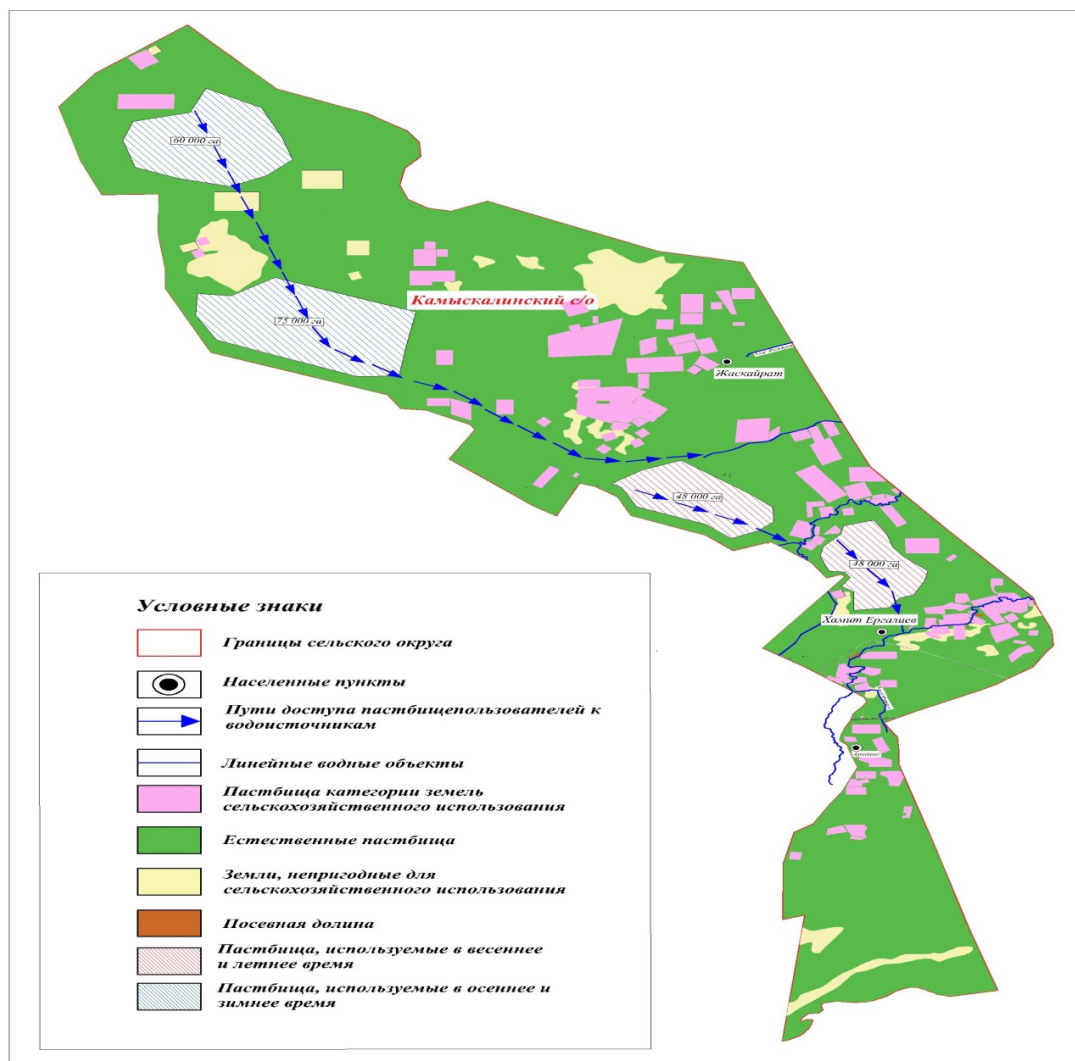 60 000 га
75 000 га
Камыскалинский с/о
Жискайрат
48 000 га
48 000 га
Хамит Ергалиев
Условные знаки
Границы сельского округа
Населенные пункты
Пути доступа пастбищепользователей к
водоисточникам
Линейные водные объекты
Пастбища категории земель
сельскохозяйственного использования
Естественные пастбища
Земли, непригодные для
сельскохозяйственного использования
Посевная долина
Пастбища, используемые в весеннее
и летнее время
Пастбища, используемые в осеннее и
зимнее время